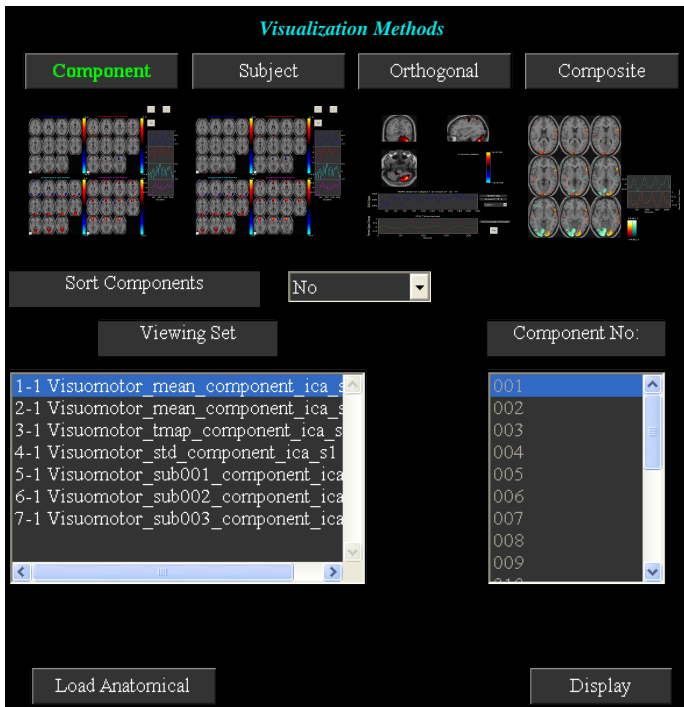 Visualization Methods
Component Subject Orthogonal Composite
Sort Components No
Viewing Set Component No:
1-1 Visuomotor_mean_component_ica_s
2-1 Visuomotor_mean_component_ica_s
3-1 Visuomotor_tmap_component_ica_s
4-1 Visuomotor_std_component_ica_s1
5-1 Visuomotor_sub001_component_ica
6-1 Visuomotor_sub002_component_ica
7-1 Visuomotor_sub003_component_ica
001
002
003
004
005
006
007
008
009
Load Anatomical Display